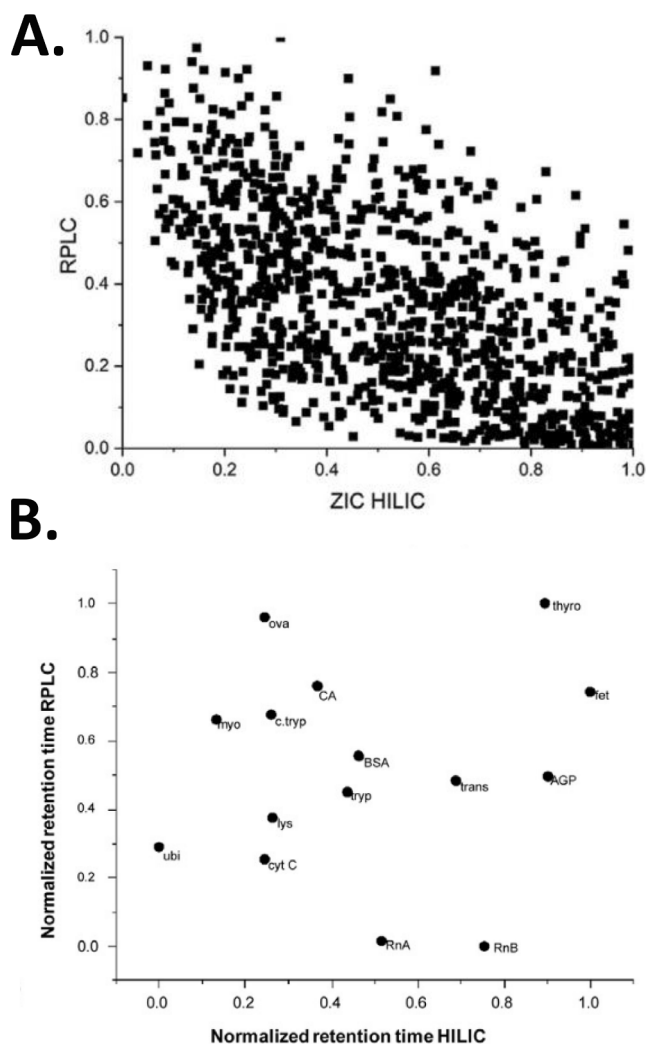 A.
1.0
0.8
0.6
0.4
0.2
0.0
RPLC
0.0 0.2 0.4 0.6 0.8 1.0
ZIC HILIC
B.
1.0
0.8
0.6
0.4
0.2
0.0
Normalized retention time RPLC
thyro
ova
fet
CA
c.tryp
myo
BSA
AGP
trans
tryp
lys
ubi
cyt C
RnA
RnB
0.0 0.2 0.4 0.6 0.8 1.0
Normalized retention time HILIC